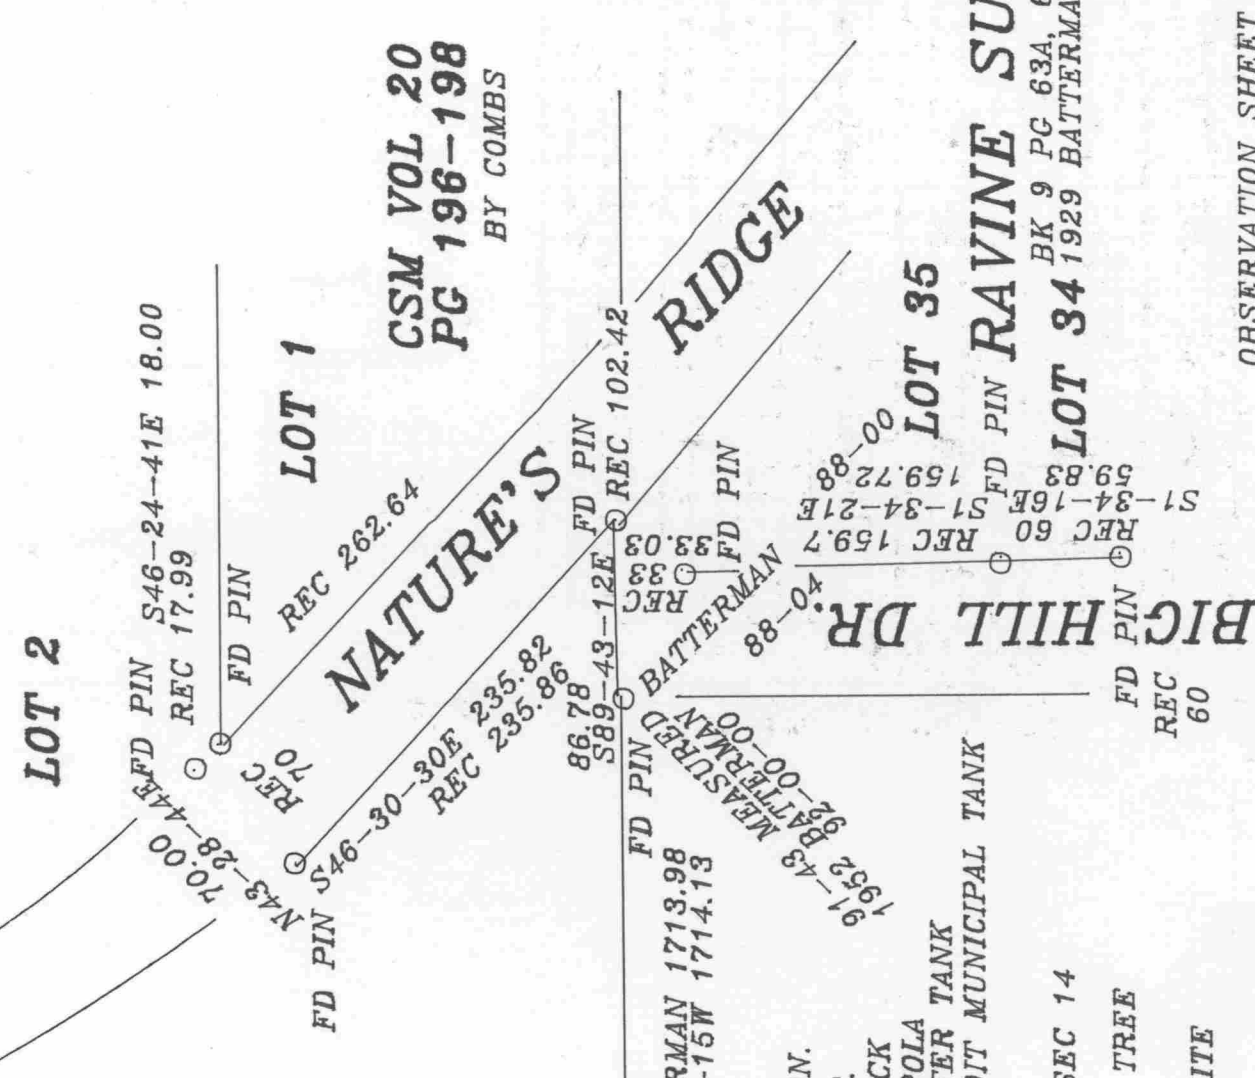 LOT 2
FD PIN S46-24-41E 18.00
REC 17.99
FD PIN
LOT 1
CSM VOL 20
PG 196-198
BY COMBS
REC 262.64
NATURE'S RIDGE
REC
70
70.00
N43-28-44E
FD PIN
S46-30-30E 235.82
REC 235.86
FD PIN
REC 102.42
86.78
S89-43-12E
REC 33
33.03
FD PIN
FD PIN
BATTERMAN
88-04
88-00
MEASURED
91-43
1952 BATTERMAN
92-00-00
LOT 35
RAVINE SU
BK 9 PG 63A,
1929 BATTERMA
LOT 34
159.72
S1-34-21E
REC 159.7
FD PIN
59.83
S1-34-16E
REC 60
BIG HILL DR.
FD PIN
REC
60
RMAN 1713.98
-15W 1714.13
N.
CK
POLA
TER TANK
OIT MUNICIPAL TANK
SEC 14
TREE
ITE
OBSERVATION SHEET